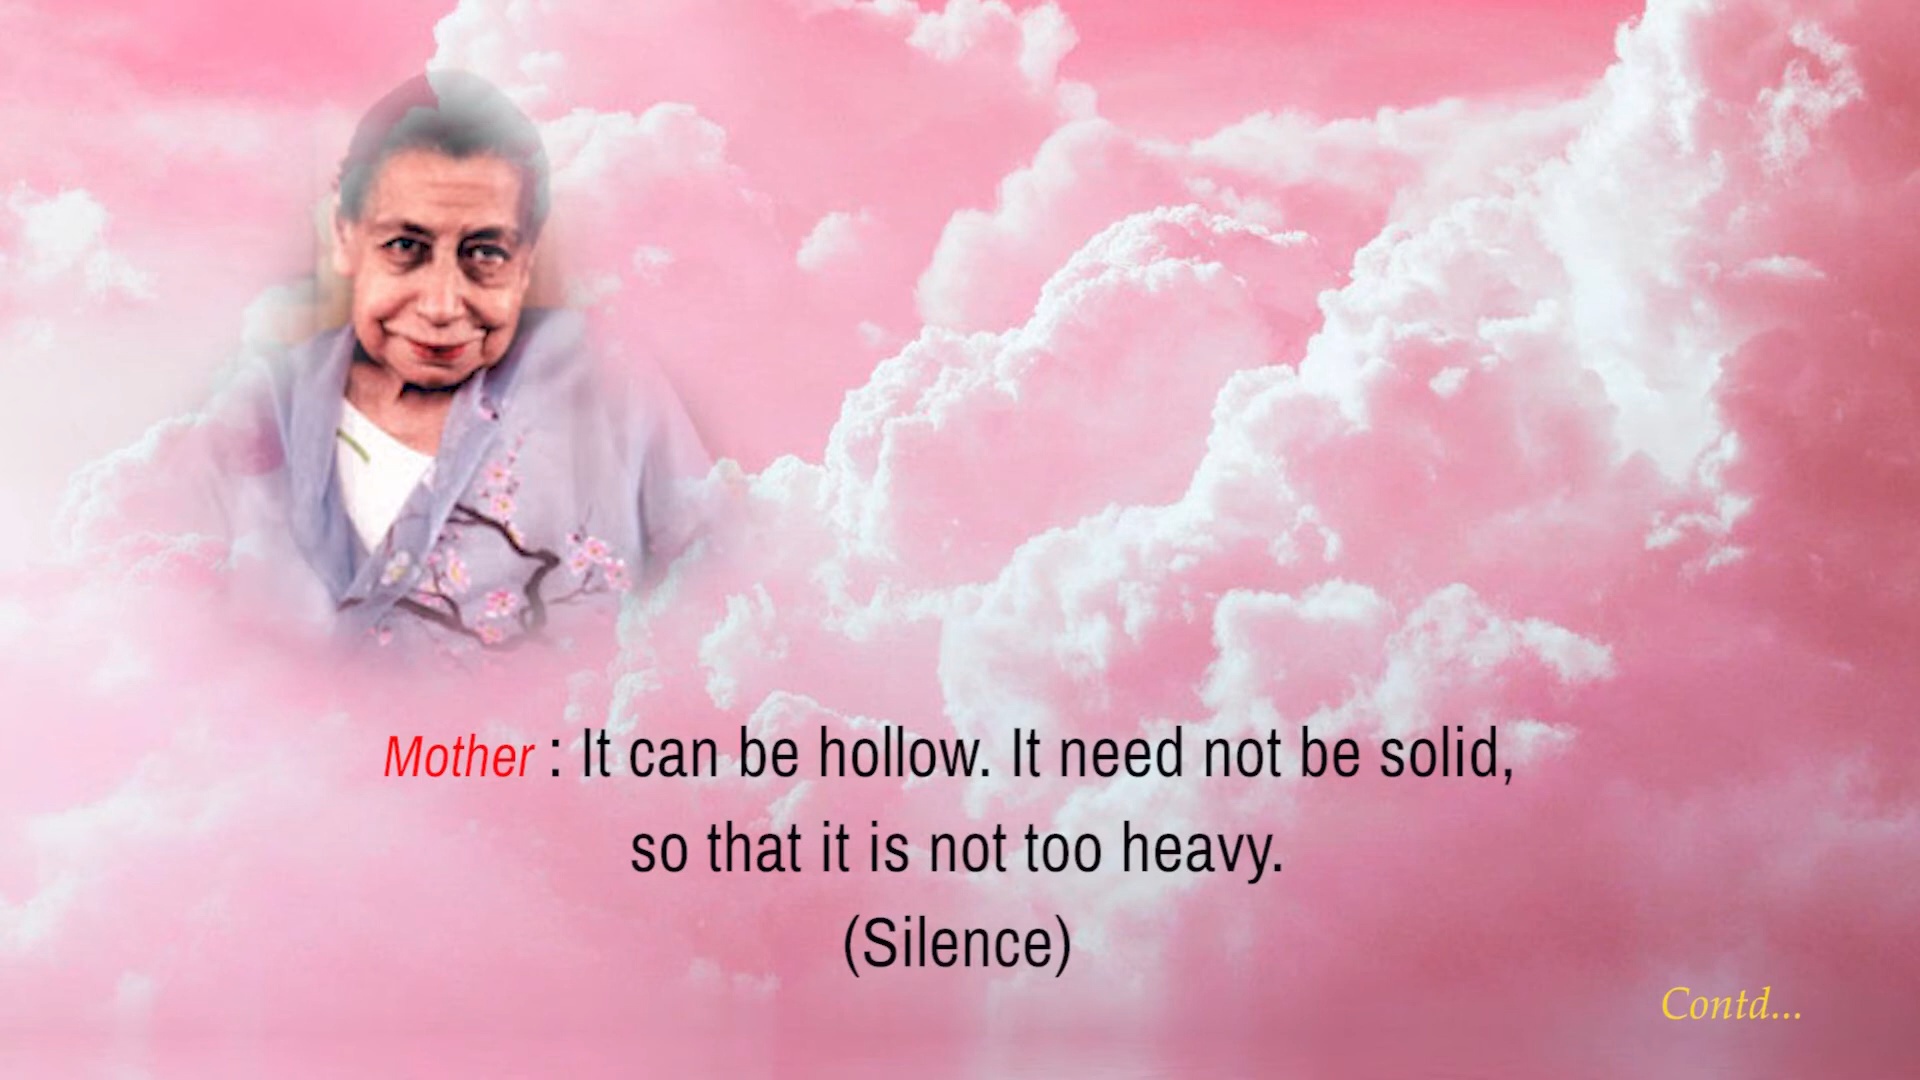 Mother : It can be hollow. It need not be solid,
so that it is not too heavy.
(Silence)
Contd...